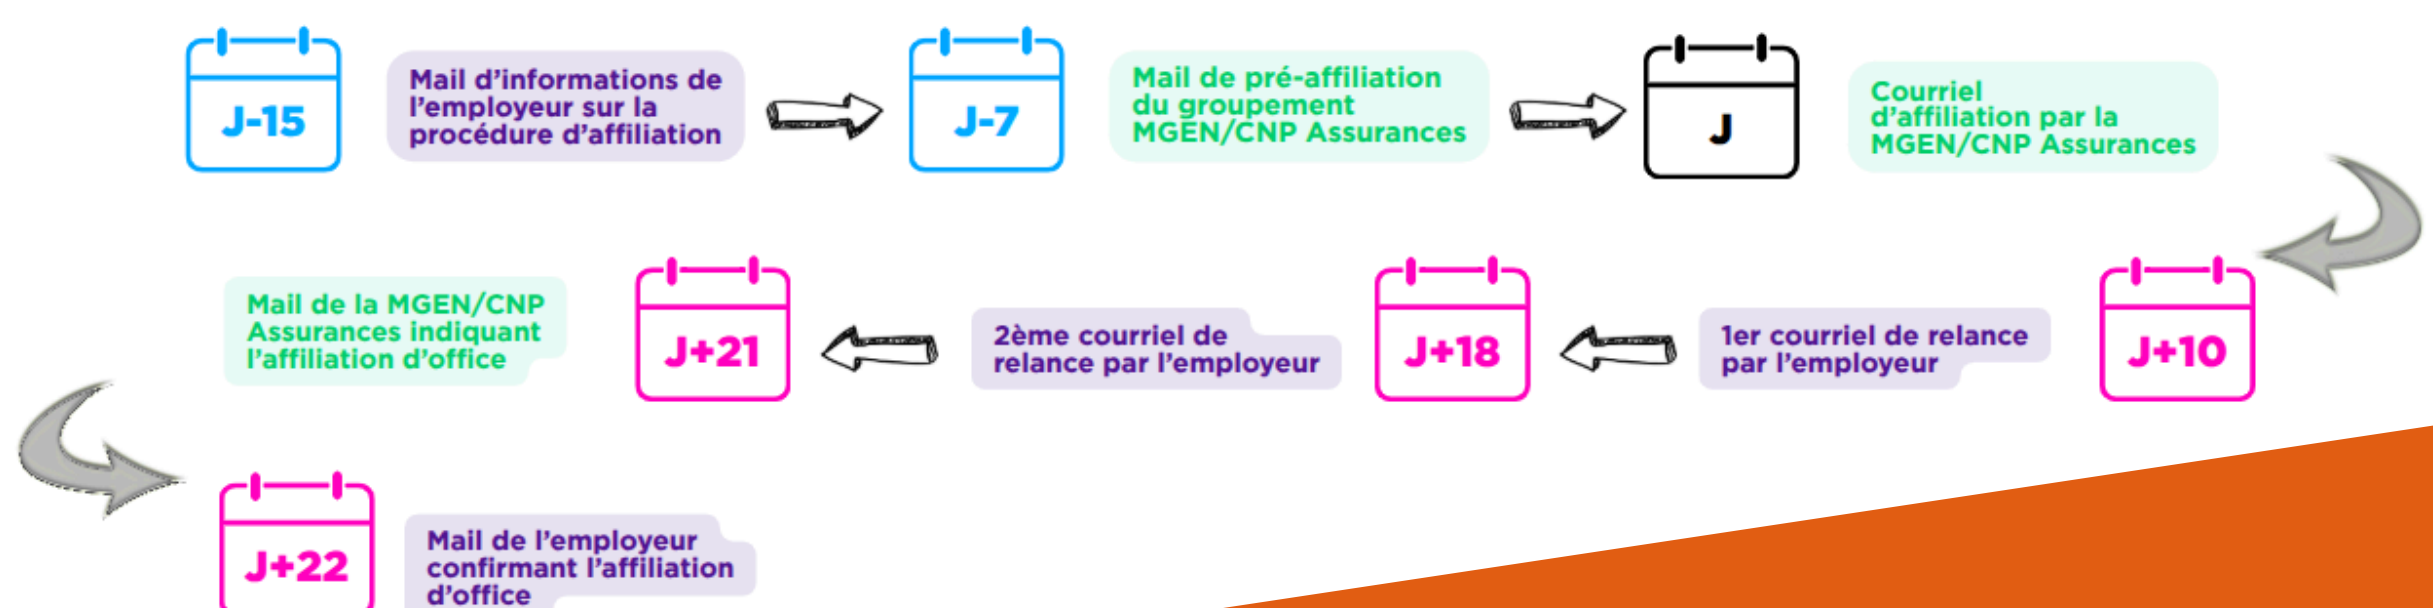 J-15
Mail d'informations de
l'employeur sur la
procédure d'affiliation
J-7
Mail de pré-affiliation
du groupement
MGEN/CNP Assurances
J
Courriel
d'affiliation par la
MGEN/CNP Assurances
J+10
1er courriel de relance
par l'employeur
J+18
2ème courriel de
relance par l'employeur
J+21
Mail de la MGEN/CNP
Assurances indiquant
l'affiliation d'office
J+22
Mail de l'employeur
confirmant l'affiliation
d'office